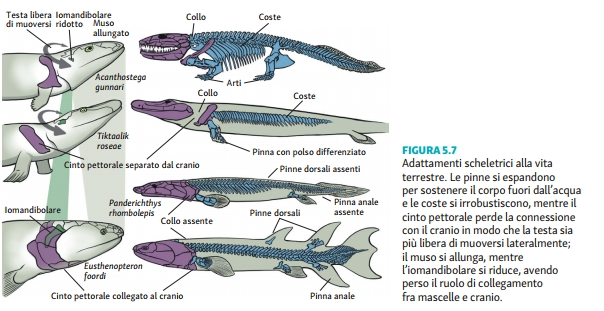 Testa libera
di muoversi
Iomandibolare
ridotto
Muso
allungato
Collo
Coste
Acanthostega
gunnari
Arti
Collo
Coste
Tiktaalik
roseae
Pinna con polso differenziato
Cinto pettorale separato dal cranio
Pinne dorsali assenti
Panderichthys
rhombolepis
Pinna anale
assente
Iomandibolare
Collo assente
Pinne dorsali
Eusthenopteron
foordi
Cinto pettorale collegato al cranio
Pinna anale
FIGURA 5.7
Adattamenti scheletrici alla vita
terrestre. Le pinne si espandono
per sostenere il corpo fuori dall'acqua
e le coste si irrobustiscono, mentre il
cinto pettorale perde la connessione
con il cranio in modo che la testa sia
più libera di muoversi lateralmente;
il muso si allunga, mentre
l'iomandibolare si riduce, avendo
perso il ruolo di collegamento
fra mascelle e cranio.